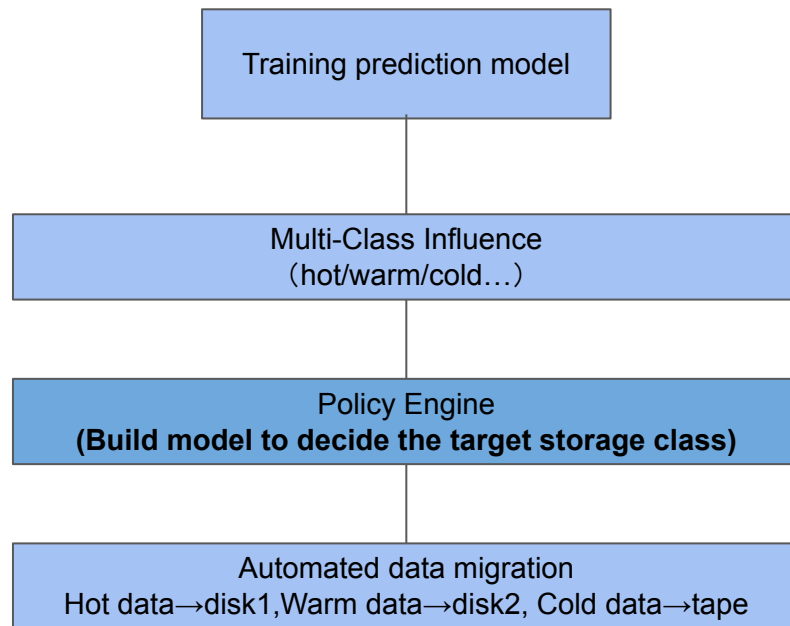 Training prediction model
Multi-Class Influence
（hot/warm/cold…）
Policy Engine
(Build model to decide the target storage class)
Automated data migration
Hot data→disk1,Warm data→disk2, Cold data→tape